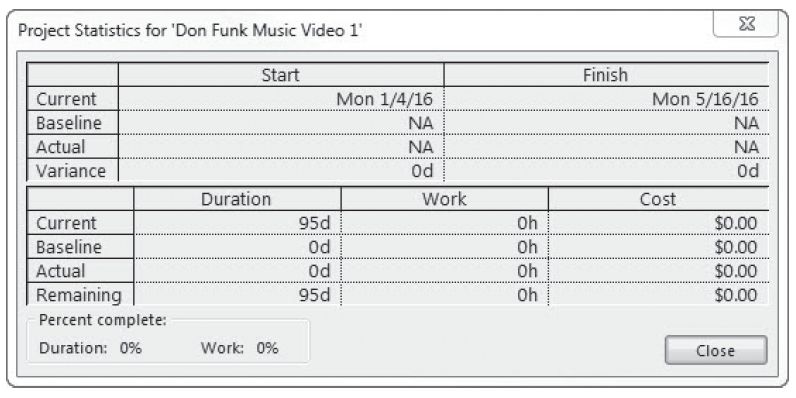 Project Statistics for 'Don Funk Music Video 1'
Start Finish
Current Mon 1/4/16 Mon 5/16/16
Baseline NA NA
Actual NA NA
Variance 0d 0d
Duration Work Cost
Current 95d 0h $0.00
Baseline 0d 0h $0.00
Actual 0d 0h $0.00
Remaining 95d 0h $0.00
Percent complete:
Duration: 0% Work: 0%
Close